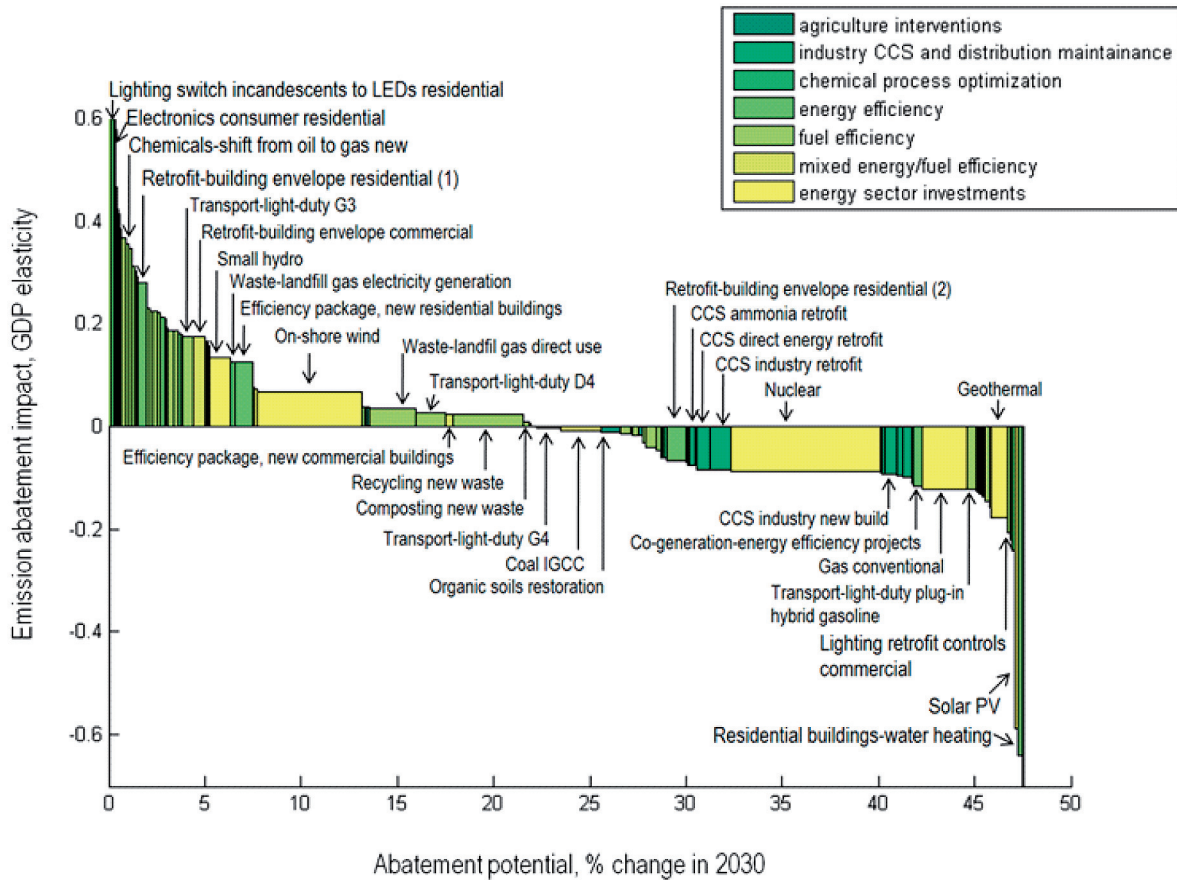 agriculture interventions
industry CCS and distribution maintainance
chemical process optimization
energy efficiency
fuel efficiency
mixed energy/fuel efficiency
energy sector investments
Lighting switch incandescents to LEDs residential
Electronics consumer residential
Chemicals-shift from oil to gas new
Retrofit-building envelope residential (1)
Transport-light-duty G3
Retrofit-building envelope commercial
Small hydro
Waste-landfill gas electricity generation
Efficiency package, new residential buildings
On-shore wind
Waste-landfil gas direct use
Transport-light-duty D4
Retrofit-building envelope residential (2)
CCS ammonia retrofit
CCS direct energy retrofit
CCS industry retrofit
Nuclear
Geothermal
Efficiency package, new commercial buildings
Recycling new waste
Composting new waste
Transport-light-duty G4
Coal IGCC
Organic soils restoration
CCS industry new build
Co-generation-energy efficiency projects
Gas conventional
Transport-light-duty plug-in
hybrid gasoline
Lighting retrofit controls
commercial
Solar PV
Residential buildings-water heating
Emission abatement impact, GDP elasticity
0.6
0.4
0.2
0
-0.2
-0.4
-0.6
0 5 10 15 20 25 30 35 40 45 50
Abatement potential, % change in 2030